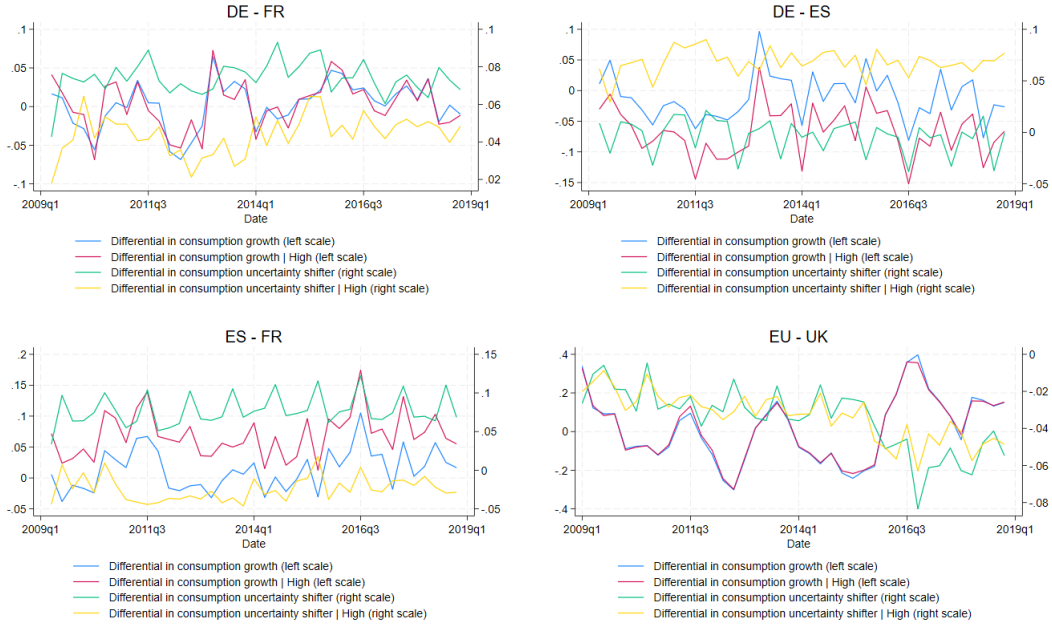 DE - FR
.1
.05
0
-.05
-.1
.1
.08
.06
.04
.02
2009q1 2011q3 2014q1 2016q3 2019q1
Date
Differential in consumption growth (left scale)
Differential in consumption growth | High (left scale)
Differential in consumption uncertainty shifter (right scale)
Differential in consumption uncertainty shifter | High (right scale)
DE - ES
.1
.05
0
-.05
-.1
-.15
.1
.05
0
-.05
2009q1 2011q3 2014q1 2016q3 2019q1
Date
Differential in consumption growth (left scale)
Differential in consumption growth | High (left scale)
Differential in consumption uncertainty shifter (right scale)
Differential in consumption uncertainty shifter | High (right scale)
ES - FR
.2
.15
.1
.05
0
-.05
.15
.1
.05
0
-.05
2009q1 2011q3 2014q1 2016q3 2019q1
Date
Differential in consumption growth (left scale)
Differential in consumption growth | High (left scale)
Differential in consumption uncertainty shifter (right scale)
Differential in consumption uncertainty shifter | High (right scale)
EU - UK
.4
.2
0
-.2
-.4
0
-.02
-.04
-.06
-.08
2009q1 2011q3 2014q1 2016q3 2019q1
Date
Differential in consumption growth (left scale)
Differential in consumption growth | High (left scale)
Differential in consumption uncertainty shifter (right scale)
Differential in consumption uncertainty shifter | High (right scale)